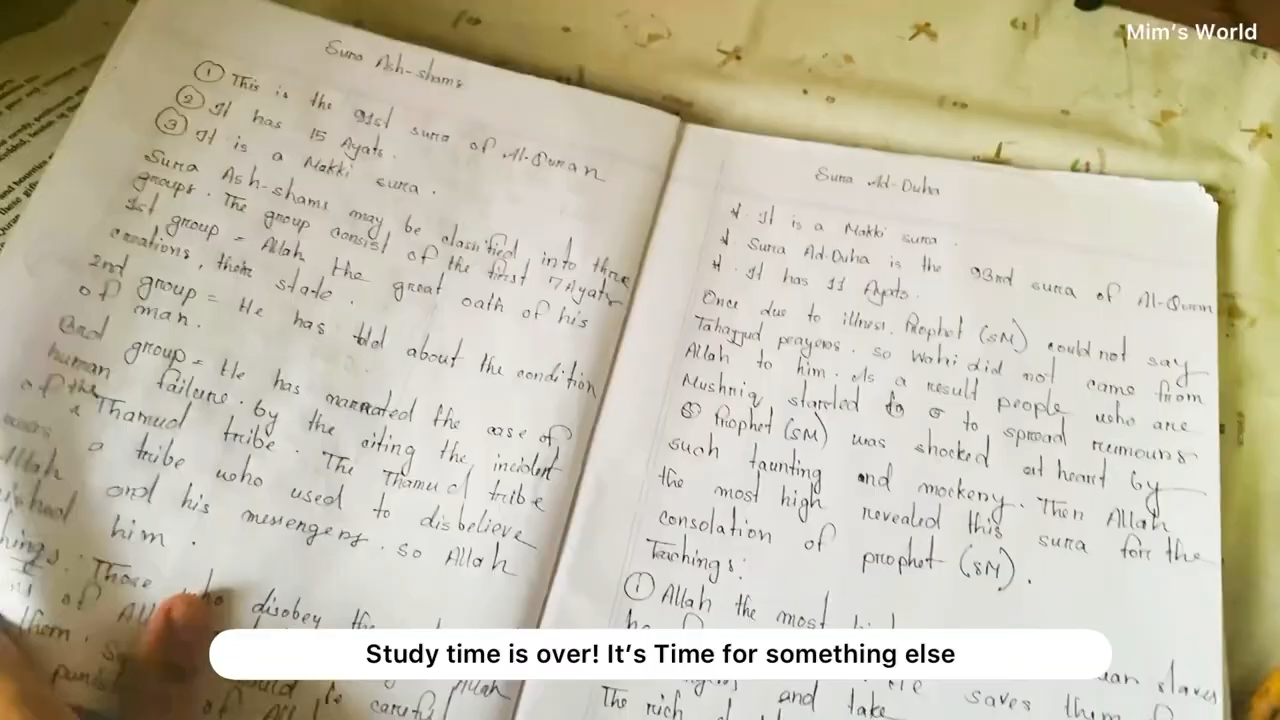 Mim's World
Sura Ash-shams
① This is the 91st sura of Al-Quran
② It has 15 Ayats.
③ It is a Makki sura.
Sura Ash-shams may be classified into three
groups. The group consist of the first 7 Ayats
1st group = Allah the great oath of his
creations, their state.
2nd group = He has told about the condition
of man.
3rd group = He has narrated the case of
human failure. by the citing the incident
of the Thamud tribe. The Thamud tribe
was a tribe who used to disbelieve
Allah and his messengers. so Allah
him.
Those who disobey the
of
them.
careful
Sura Ad-Duha
It is a Makki sura.
Sura Ad-Duha is the 93rd sura of Al-Quran
It has 11 Ayats.
Once due to illness, Prophet (SM) could not say
Tahajjud prayers. so Wahi did not came from
Allah to him. As a result people who are
Mushriq started to spread rumours
Prophet (SM) was shocked at heart by
such taunting and mockery. Then Allah
the most high revealed this sura for the
consolation of prophet (SM).
Teachings:
① Allah the most
saves them
The rich and take
Study time is over! It's Time for something else